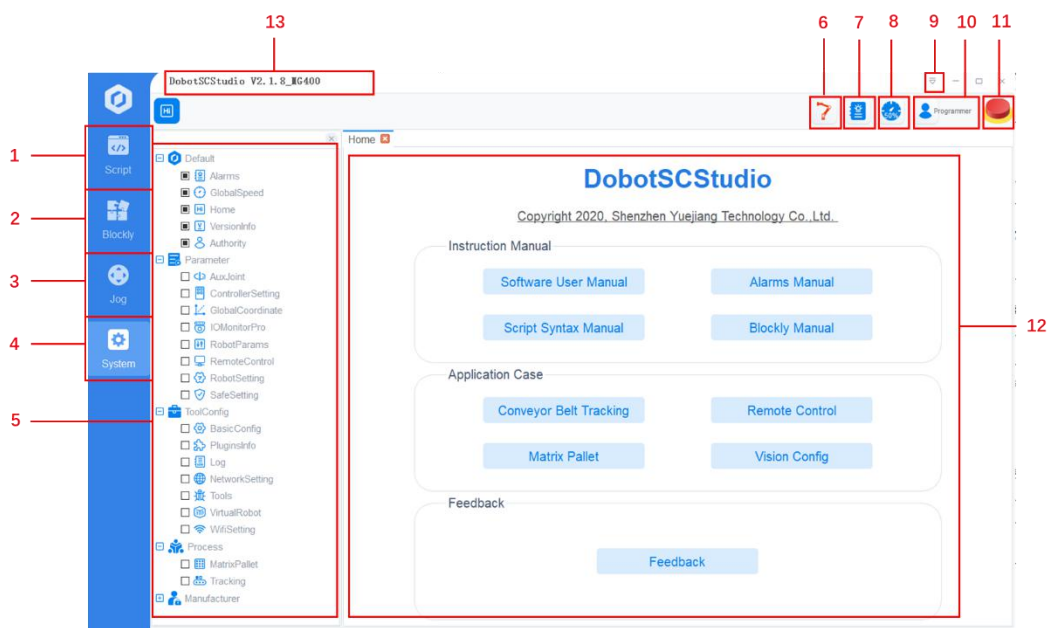 13
6
7
8
9
10
11
DobotSCStudio V2.1.8_MG400
Hi
50%
Programmer
1
Script
2
Blockly
3
Jog
4
System
5
Default
Alarms
GlobalSpeed
Home
VersionInfo
Authority
Parameter
AuxJoint
ControllerSetting
GlobalCoordinate
IOMonitorPro
RobotParams
RemoteControl
RobotSetting
SafeSetting
ToolConfig
BasicConfig
PluginsInfo
Log
NetworkSetting
Tools
VirtualRobot
WifiSetting
Process
MatrixPallet
Tracking
Manufacturer
Home
DobotSCStudio
Copyright 2020, Shenzhen Yuejiang Technology Co.,Ltd.
Instruction Manual
Software User Manual
Alarms Manual
Script Syntax Manual
Blockly Manual
Application Case
Conveyor Belt Tracking
Remote Control
Matrix Pallet
Vision Config
Feedback
Feedback
12